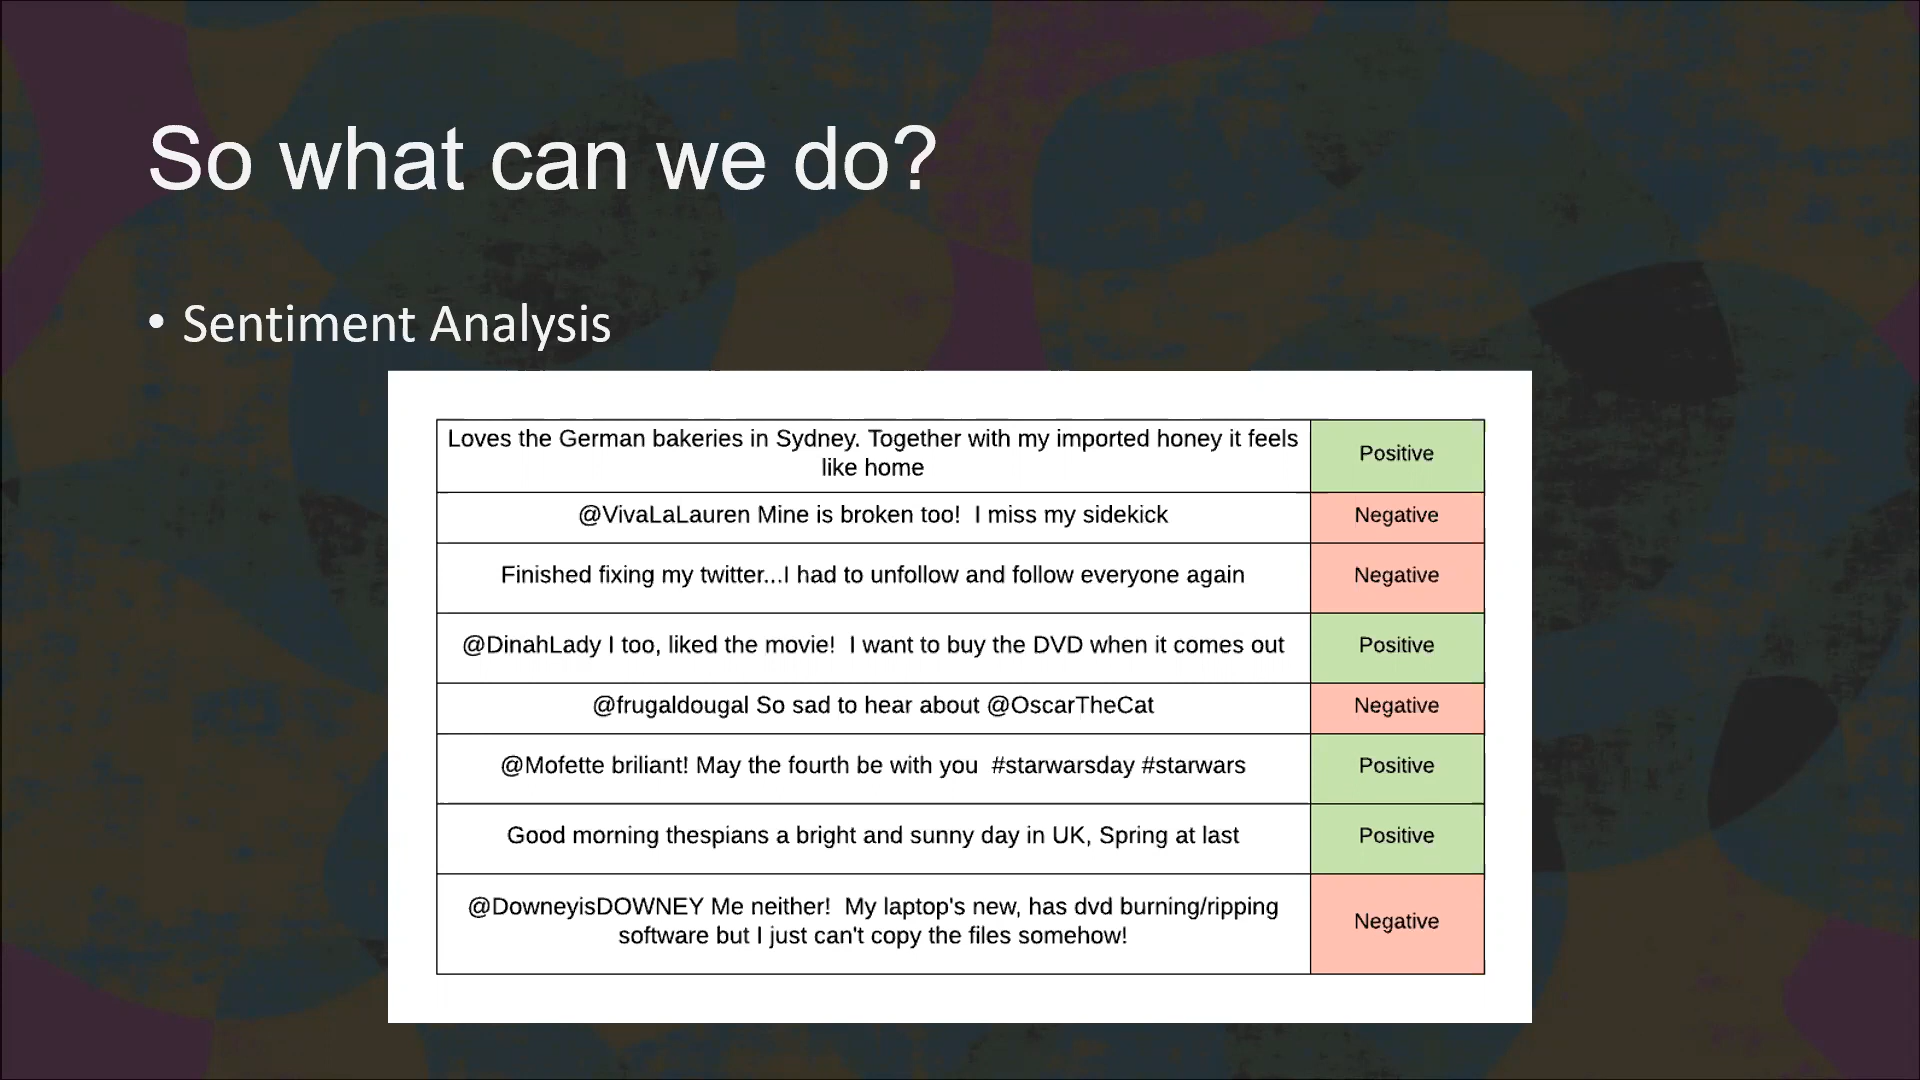 So what can we do?
• Sentiment Analysis
Loves the German bakeries in Sydney. Together with my imported honey it feels
like home
Positive
@VivaLaLauren Mine is broken too!  I miss my sidekick
Negative
Finished fixing my twitter...I had to unfollow and follow everyone again
Negative
@DinahLady I too, liked the movie!  I want to buy the DVD when it comes out
Positive
@frugaldougal So sad to hear about @OscarTheCat
Negative
@Mofette briliant! May the fourth be with you  #starwarsday #starwars
Positive
Good morning thespians a bright and sunny day in UK, Spring at last
Positive
@DowneyisDOWNEY Me neither!  My laptop's new, has dvd burning/ripping
software but I just can't copy the files somehow!
Negative